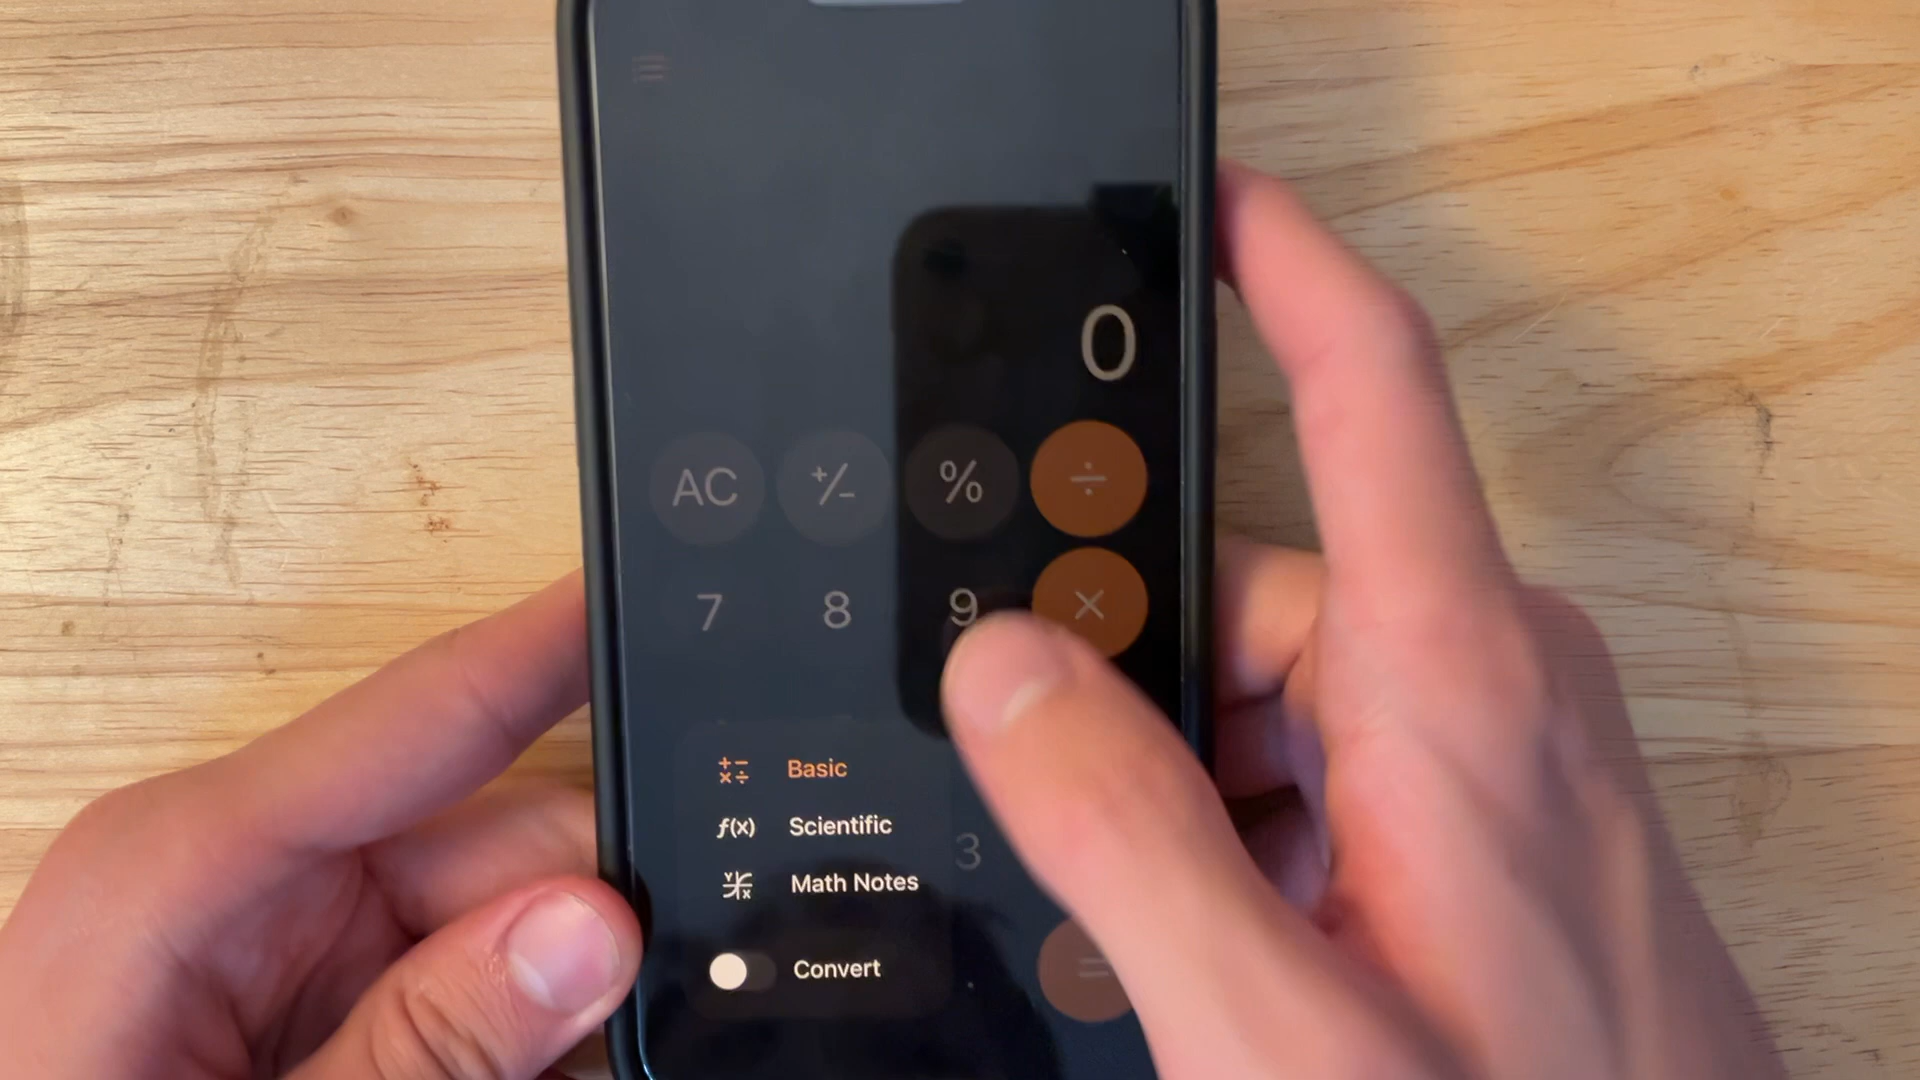 0
AC +/- % ÷
7 8 9 ×
Basic
f(x) Scientific
3
Math Notes
Convert
=